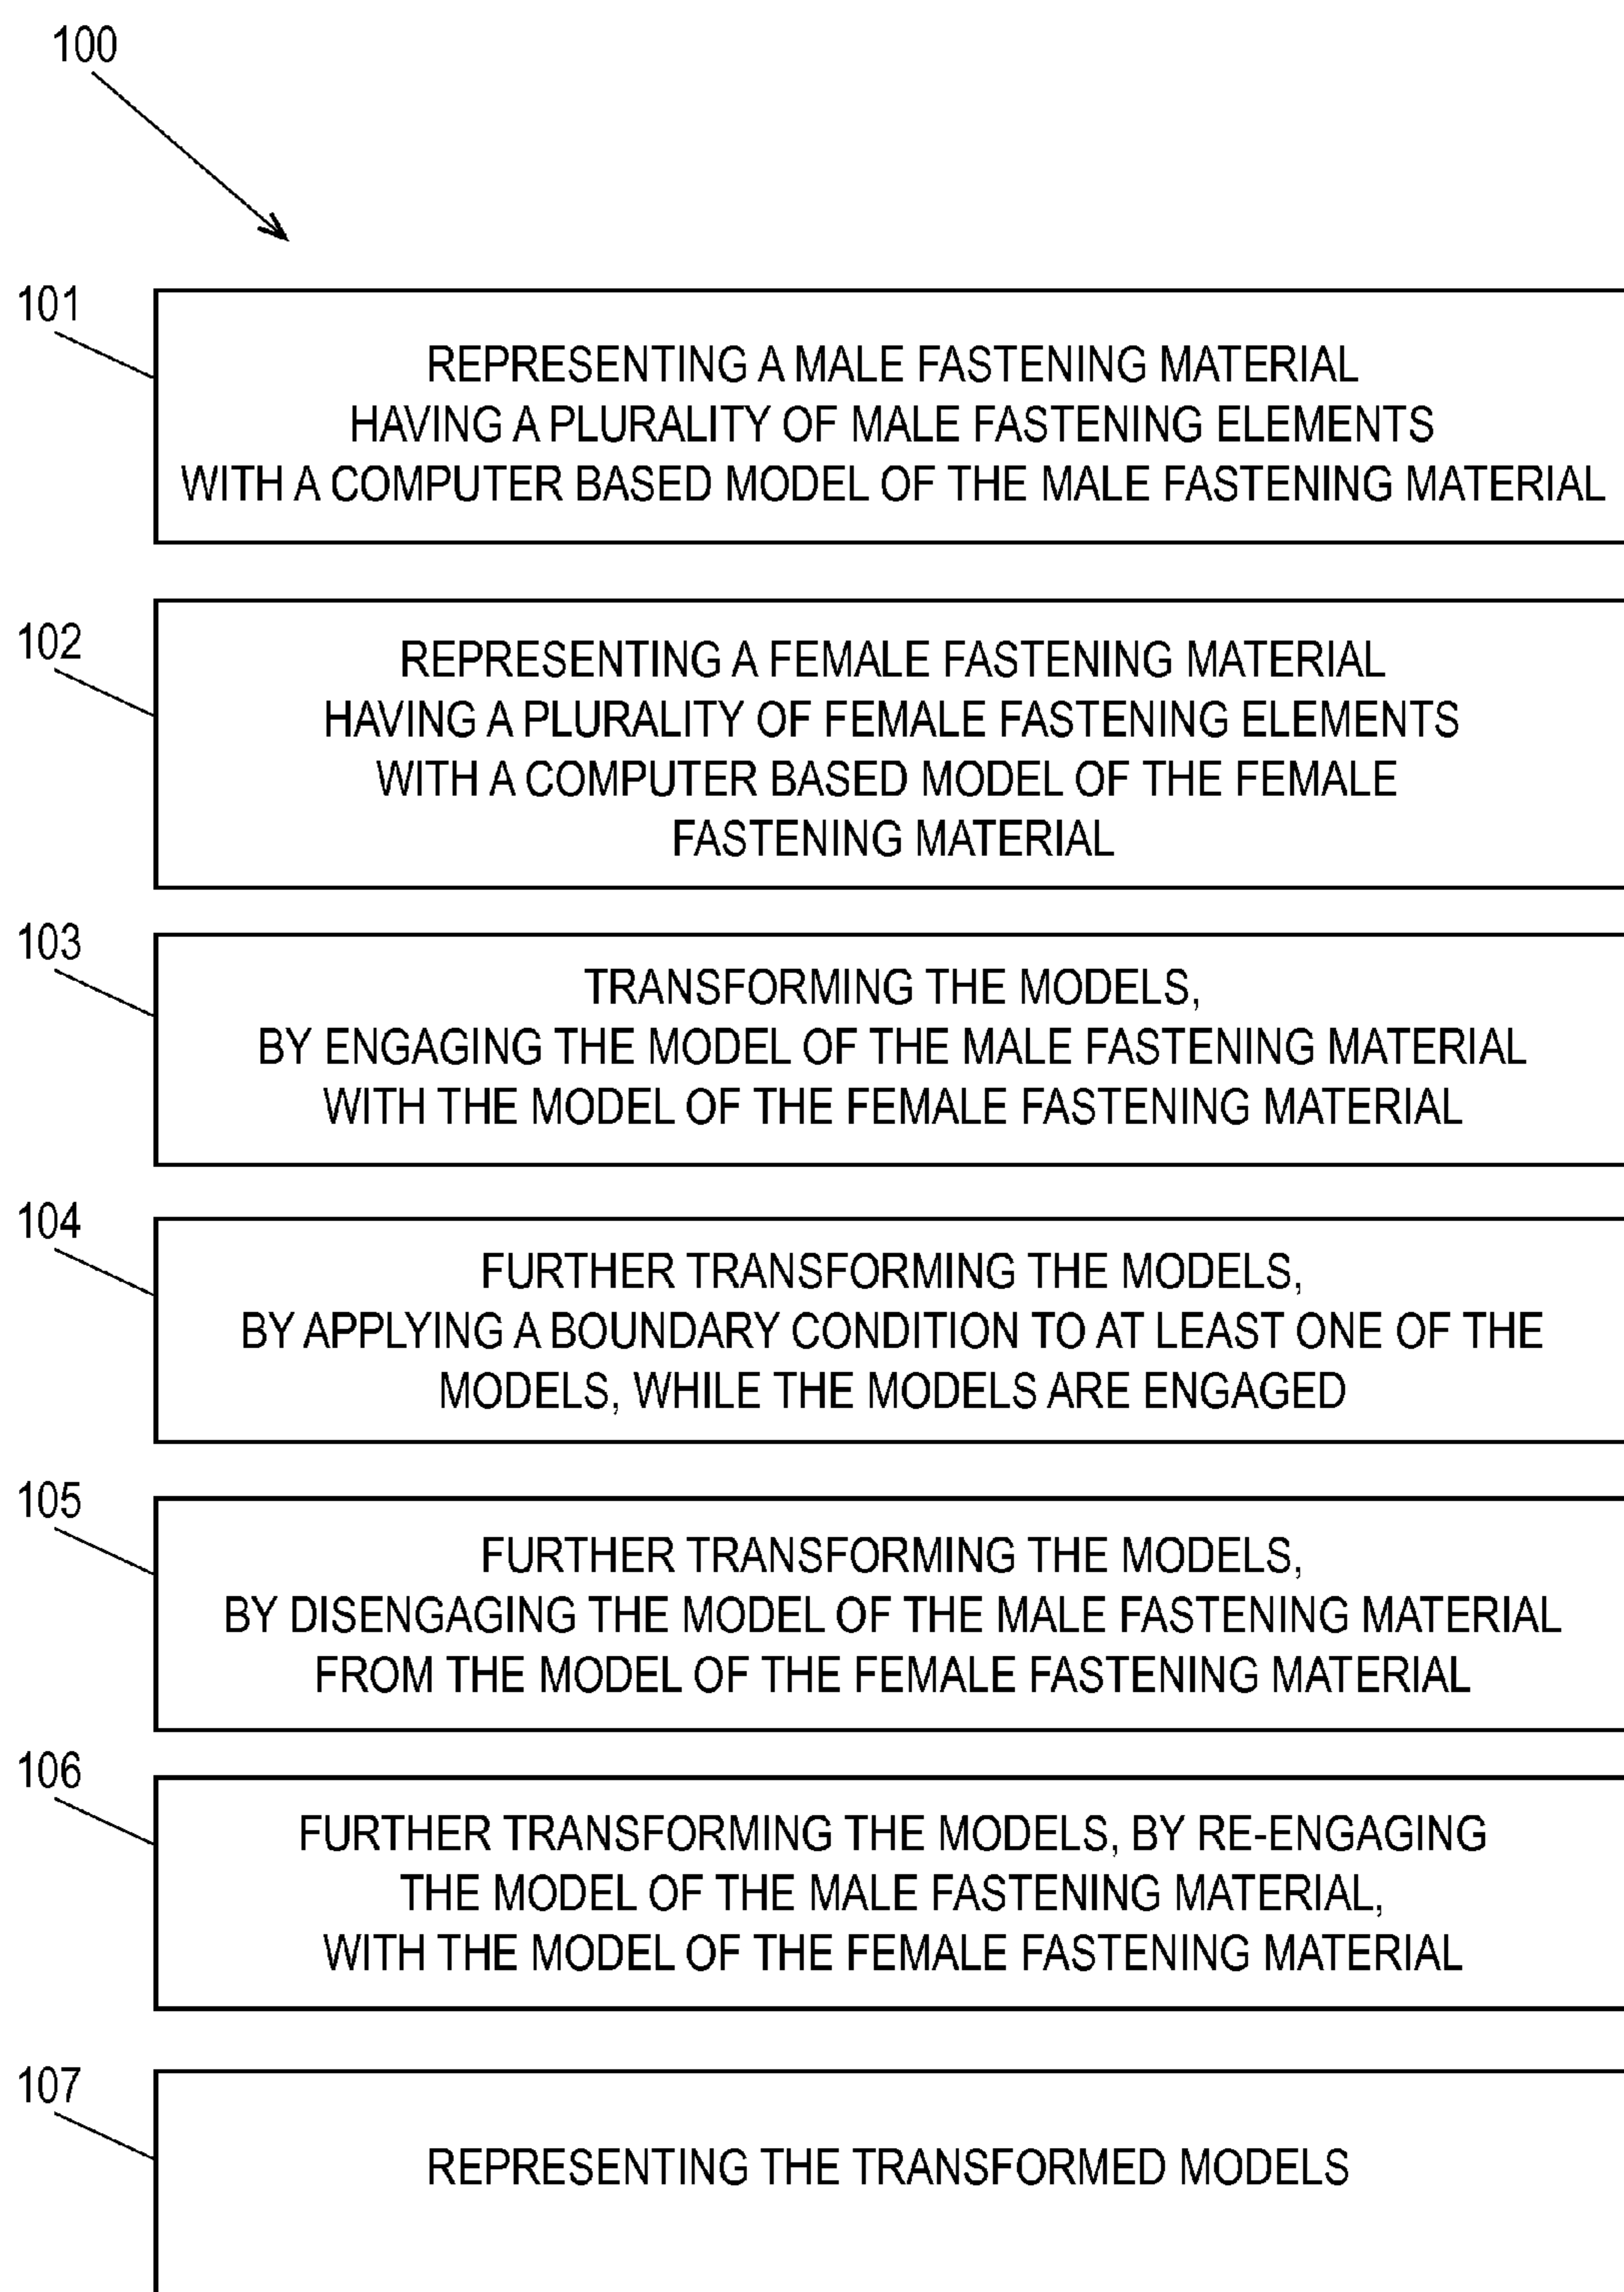 100
101
REPRESENTING A MALE FASTENING MATERIAL
HAVING A PLURALITY OF MALE FASTENING ELEMENTS
WITH A COMPUTER BASED MODEL OF THE MALE FASTENING MATERIAL
102
REPRESENTING A FEMALE FASTENING MATERIAL
HAVING A PLURALITY OF FEMALE FASTENING ELEMENTS
WITH A COMPUTER BASED MODEL OF THE FEMALE
FASTENING MATERIAL
103
TRANSFORMING THE MODELS,
BY ENGAGING THE MODEL OF THE MALE FASTENING MATERIAL
WITH THE MODEL OF THE FEMALE FASTENING MATERIAL
104
FURTHER TRANSFORMING THE MODELS,
BY APPLYING A BOUNDARY CONDITION TO AT LEAST ONE OF THE
MODELS, WHILE THE MODELS ARE ENGAGED
105
FURTHER TRANSFORMING THE MODELS,
BY DISENGAGING THE MODEL OF THE MALE FASTENING MATERIAL
FROM THE MODEL OF THE FEMALE FASTENING MATERIAL
106
FURTHER TRANSFORMING THE MODELS, BY RE-ENGAGING
THE MODEL OF THE MALE FASTENING MATERIAL,
WITH THE MODEL OF THE FEMALE FASTENING MATERIAL
107
REPRESENTING THE TRANSFORMED MODELS